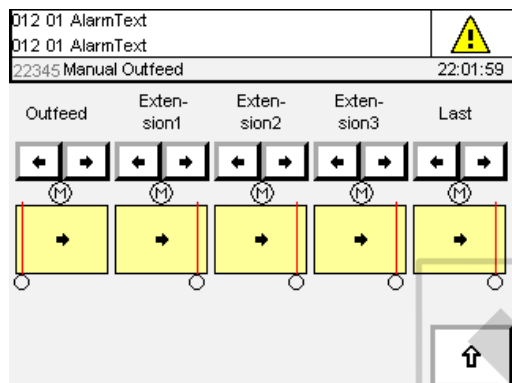 012 01 AlarmText
012 01 AlarmText
22345 Manual Outfeed 22:01:59
Outfeed
Exten-
sion1
Exten-
sion2
Exten-
sion3
Last
M M M M M